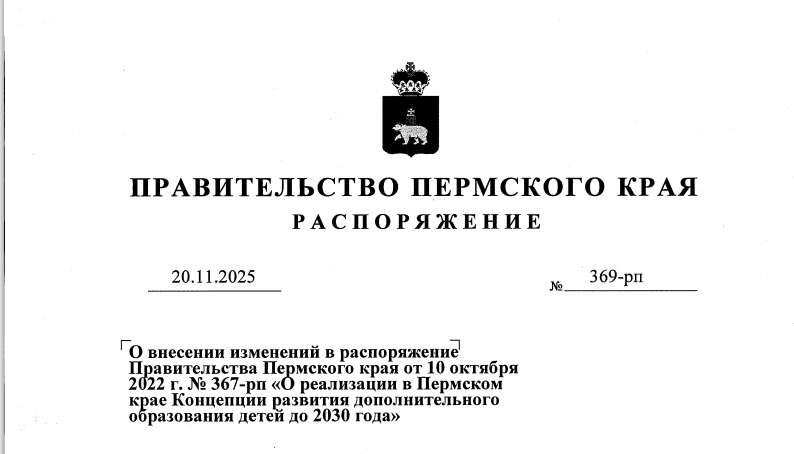 ПРАВИТЕЛЬСТВО ПЕРМСКОГО КРАЯ
РАСПОРЯЖЕНИЕ
20.11.2025
№ 369-рп
О внесении изменений в распоряжение
Правительства Пермского края от 10 октября
2022 г. № 367-рп «О реализации в Пермском
крае Концепции развития дополнительного
образования детей до 2030 года»